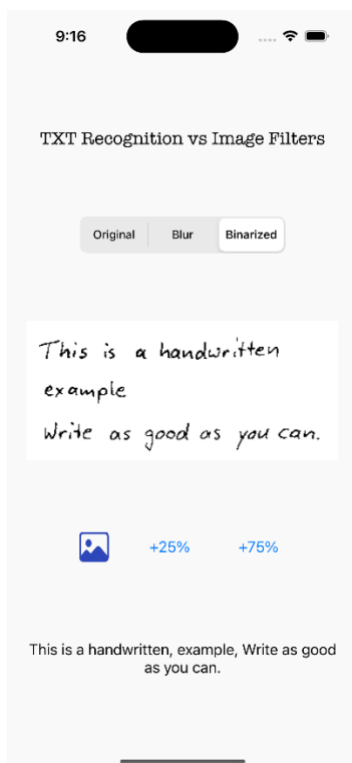 9:16
TXT Recognition vs Image Filters
Original Blur Binarized
This is a handwritten
example
Write as good as you can.
+25% +75%
This is a handwritten, example, Write as good
as you can.